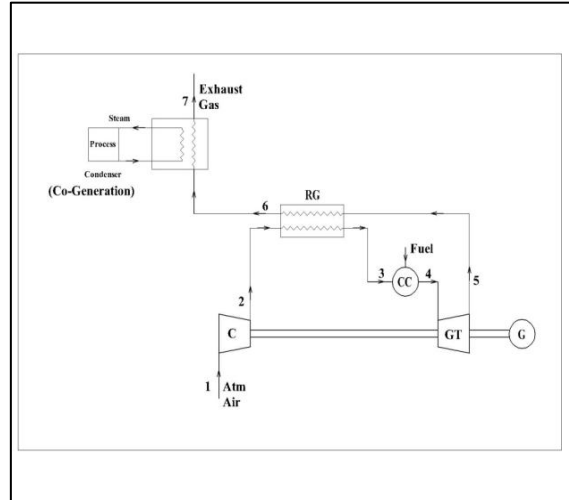 Exhaust
Gas
7
Steam
Process
Condenser
(Co-Generation)
6
RG
Fuel
3
CC
4
5
2
C
GT
G
1
Atm
Air